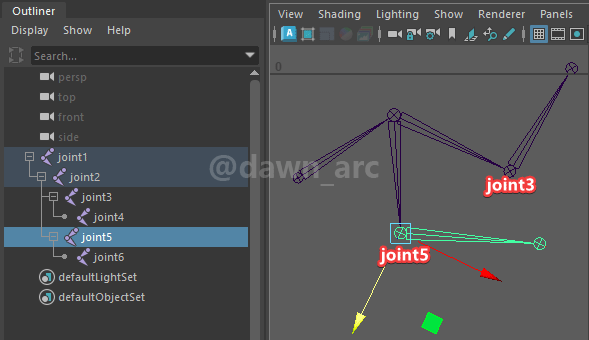 Outliner
Display Show Help
Search...
persp
top
front
side
joint1
joint2
joint3
joint4
joint5
joint6
defaultLightSet
defaultObjectSet
View Shading Lighting Show Renderer Panels
A
0
joint3
joint5
@dawn_arc